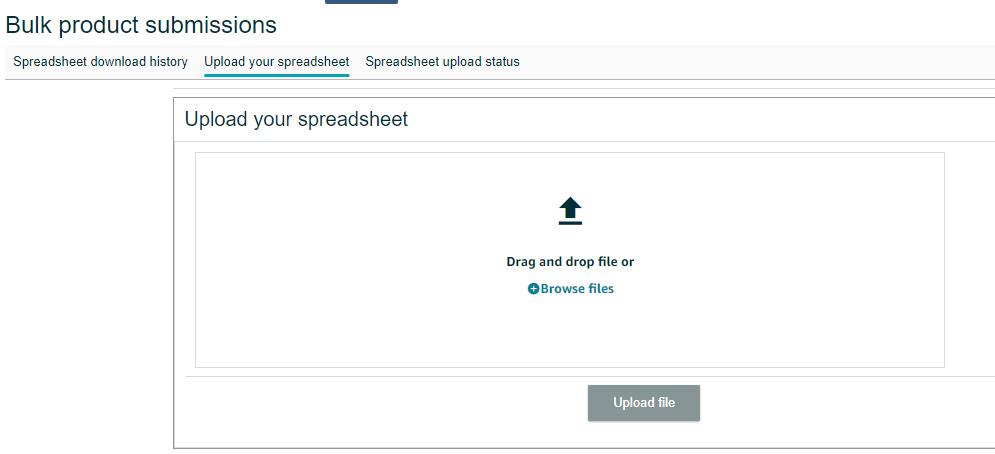 Bulk product submissions
Spreadsheet download history Upload your spreadsheet Spreadsheet upload status
Upload your spreadsheet
Drag and drop file or
Browse files
Upload file